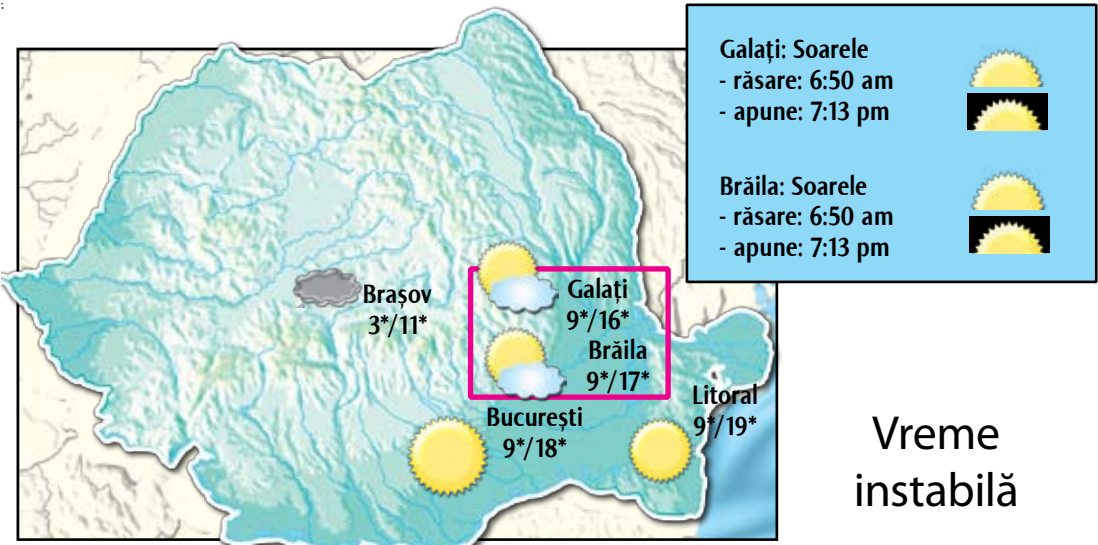 Galați: Soarele
- răsare: 6:50 am
- apune: 7:13 pm
Brăila: Soarele
- răsare: 6:50 am
- apune: 7:13 pm
Brașov
3*/11*
Galați
9*/16*
Brăila
9*/17*
Litoral
9*/19*
București
9*/18*
Vreme
instabilă